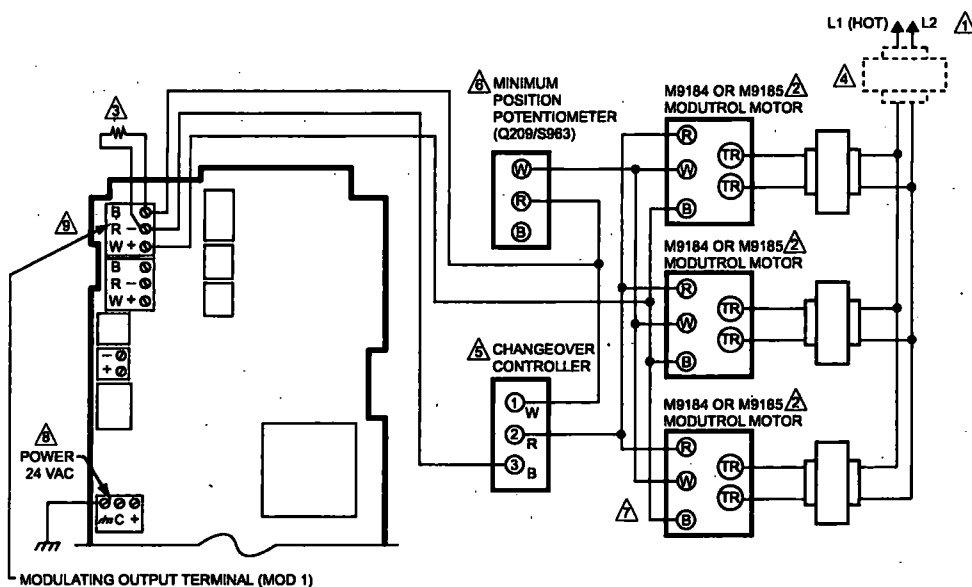 L1 (HOT) L2 1
4
6 MINIMUM
POSITION
POTENTIOMETER
(Q209/S963)
W
R
B
M9184 OR M9185 2
MODUTROL MOTOR
R
W
B
TR
TR
3
B
R -
W +
B
R -
W +
9
- +
M9184 OR M9185 2
MODUTROL MOTOR
R
W
B
TR
TR
5 CHANGEOVER
CONTROLLER
1 W
2 R
3 B
M9184 OR M9185 2
MODUTROL MOTOR
R
W
B
TR
TR
7
8
POWER
24 VAC
C +
MODULATING OUTPUT TERMINAL (MOD 1)